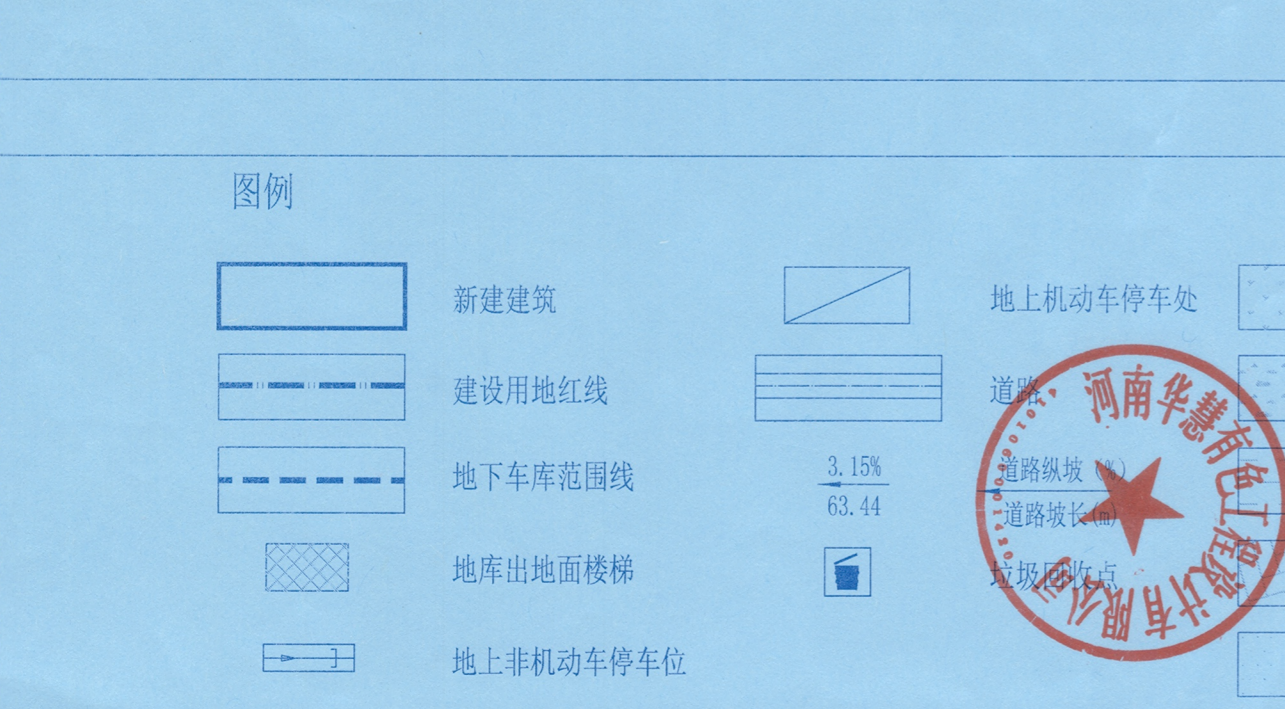 图例
新建建筑
地上机动车停车处
建设用地红线
道路
地下车库范围线
3.15%
63.44
道路纵坡（%）
道路坡长(m)
地库出地面楼梯
垃圾回收点
地上非机动车停车位
河南华慧有色工程设计有限公司